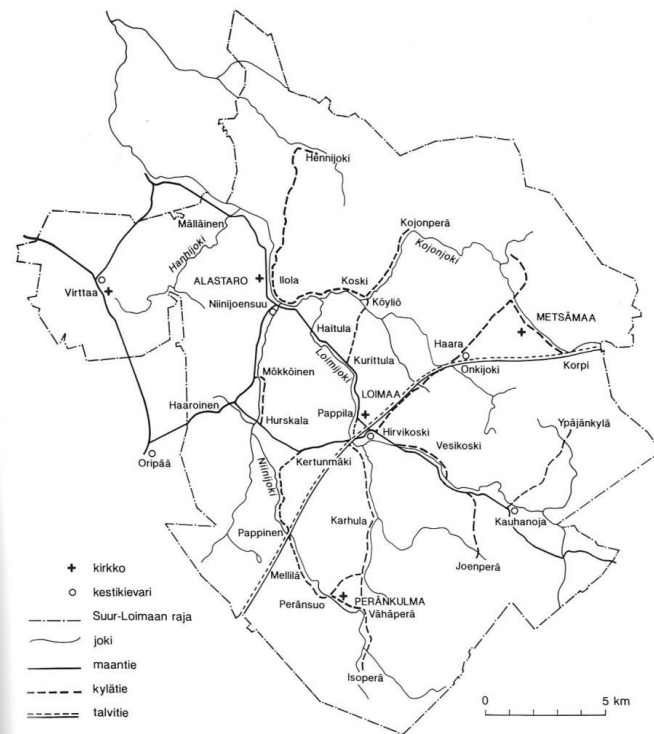 Hennijoki
Mälläinen
Hanhijoki
Kojonperä
Kojonjoki
Virttaa
ALASTARO
Ilola
Koski
Köyliö
Niinijoensuu
METSÄMAA
Haitula
Loimijoki
Haara
Kurittula
Onkijoki
Korpi
Mökköinen
LOIMAA
Haaroinen
Pappila
Hurskala
Hirvikoski
Ypäjänkylä
Vesikoski
Oripää
Kertunmäki
Niinijoki
Kauhanoja
Pappinen
Karhula
Joenperä
Mellilä
Peränsuo
PERÄNKULMA
Vähäperä
Isoperä
kirkko
kestikievari
Suur-Loimaan raja
joki
maantie
kylätie
talvitie
0 5 km